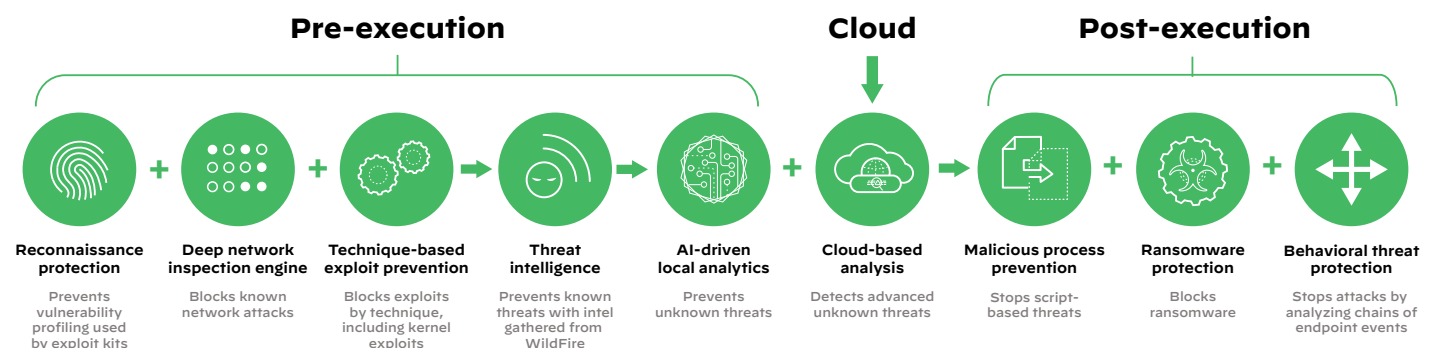 Pre-execution
Cloud
Post-execution
Reconnaissance
protection
Prevents
vulnerability
profiling used
by exploit kits
Deep network
inspection engine
Blocks known
network attacks
Technique-based
exploit prevention
Blocks exploits
by technique,
including kernel
exploits
Threat
intelligence
Prevents known
threats with intel
gathered from
WildFire
AI-driven
local analytics
Prevents
unknown threats
Cloud-based
analysis
Detects advanced
unknown threats
Malicious process
prevention
Stops script-
based threats
Ransomware
protection
Blocks
ransomware
Behavioral threat
protection
Stops attacks by
analyzing chains of
endpoint events